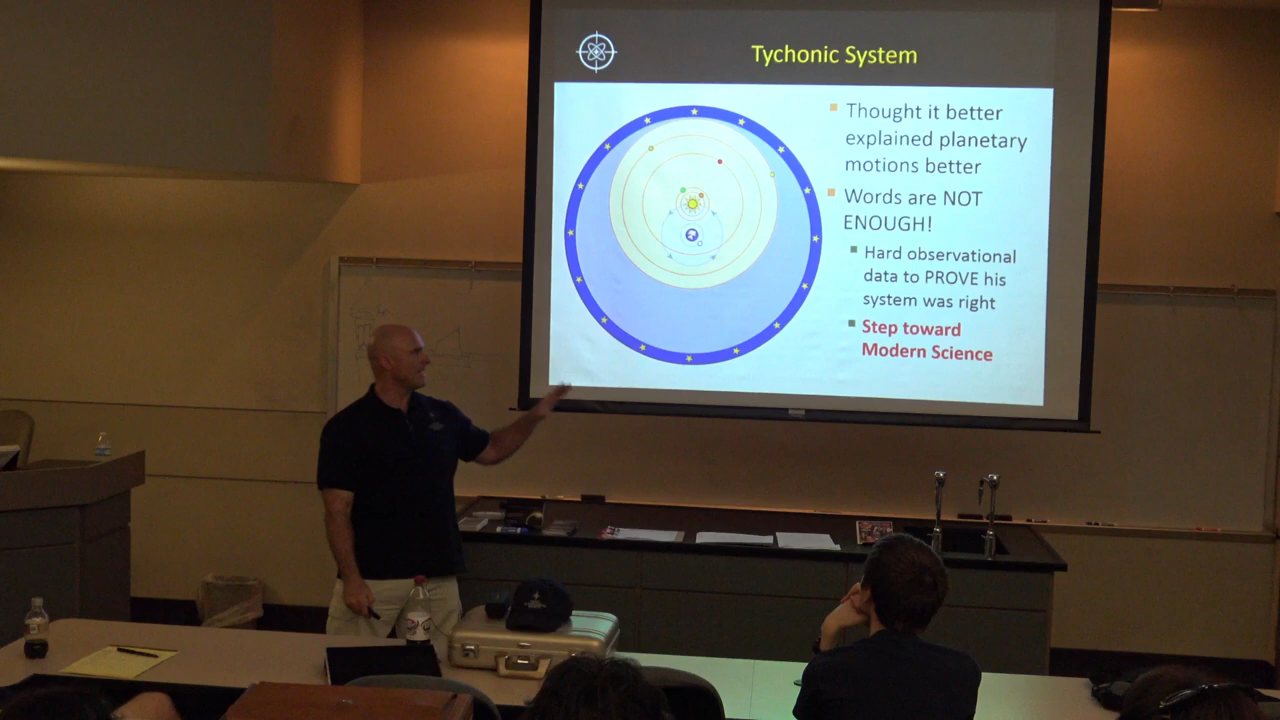 Tychonic System
Thought it better
explained planetary
motions better
Words are NOT
ENOUGH!
Hard observational
data to PROVE his
system was right
Step toward
Modern Science